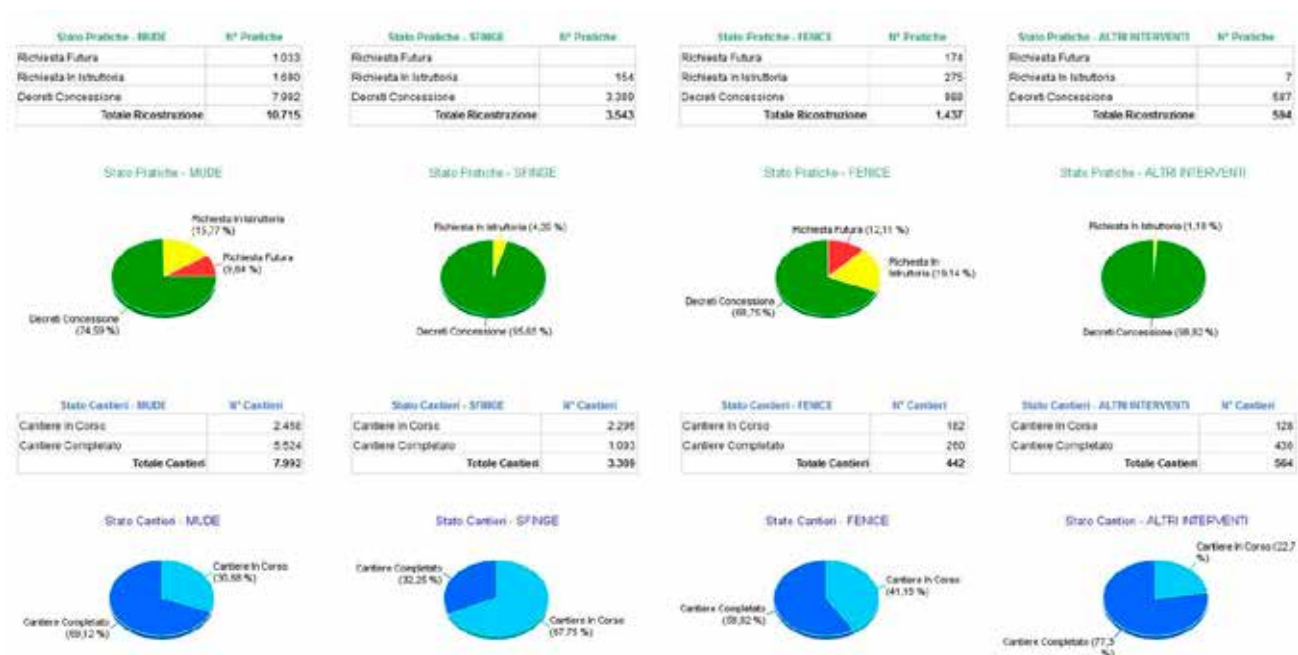 Stato Pratiche - MUDE N° Pratiche
Richiesta Futura 1.033
Richiesta In Istruttoria 1.690
Decreti Concessione 7.992
Totale Ricostruzione 10.715
Stato Pratiche - SFINGE N° Pratiche
Richiesta Futura
Richiesta In Istruttoria 154
Decreti Concessione 3.389
Totale Ricostruzione 3.543
Stato Pratiche - FENICE N° Pratiche
Richiesta Futura 174
Richiesta In Istruttoria 275
Decreti Concessione 988
Totale Ricostruzione 1.437
Stato Pratiche - ALTRI INTERVENTI N° Pratiche
Richiesta Futura
Richiesta In Istruttoria 7
Decreti Concessione 587
Totale Ricostruzione 594
Stato Pratiche - MUDE
Richiesta In Istruttoria
(15,77 %)
Richiesta Futura
(9,64 %)
Decreti Concessione
(74,59 %)
Stato Pratiche - SFINGE
Richiesta In Istruttoria (4,35 %)
Decreti Concessione (95,65 %)
Stato Pratiche - FENICE
Richiesta Futura (12,11 %)
Richiesta In
Istruttoria (19,14 %)
Decreti Concessione
(68,75 %)
Stato Pratiche - ALTRI INTERVENTI
Richiesta In Istruttoria (1,18 %)
Decreti Concessione (98,82 %)
Stato Cantieri - MUDE N° Cantieri
Cantiere In Corso 2.468
Cantiere Completato 5.524
Totale Cantieri 7.992
Stato Cantieri - SFINGE N° Cantieri
Cantiere In Corso 2.296
Cantiere Completato 1.093
Totale Cantieri 3.389
Stato Cantieri - FENICE N° Cantieri
Cantiere In Corso 182
Cantiere Completato 260
Totale Cantieri 442
Stato Cantieri - ALTRI INTERVENTI N° Cantieri
Cantiere In Corso 128
Cantiere Completato 436
Totale Cantieri 564
Stato Cantieri - MUDE
Cantiere In Corso
(30,88 %)
Cantiere Completato
(69,12 %)
Stato Cantieri - SFINGE
Cantiere Completato
(32,25 %)
Cantiere In Corso
(67,75 %)
Stato Cantieri - FENICE
Cantiere In Corso
(41,18 %)
Cantiere Completato
(58,82 %)
Stato Cantieri - ALTRI INTERVENTI
Cantiere In Corso (22,7
%)
Cantiere Completato (77,3
%)